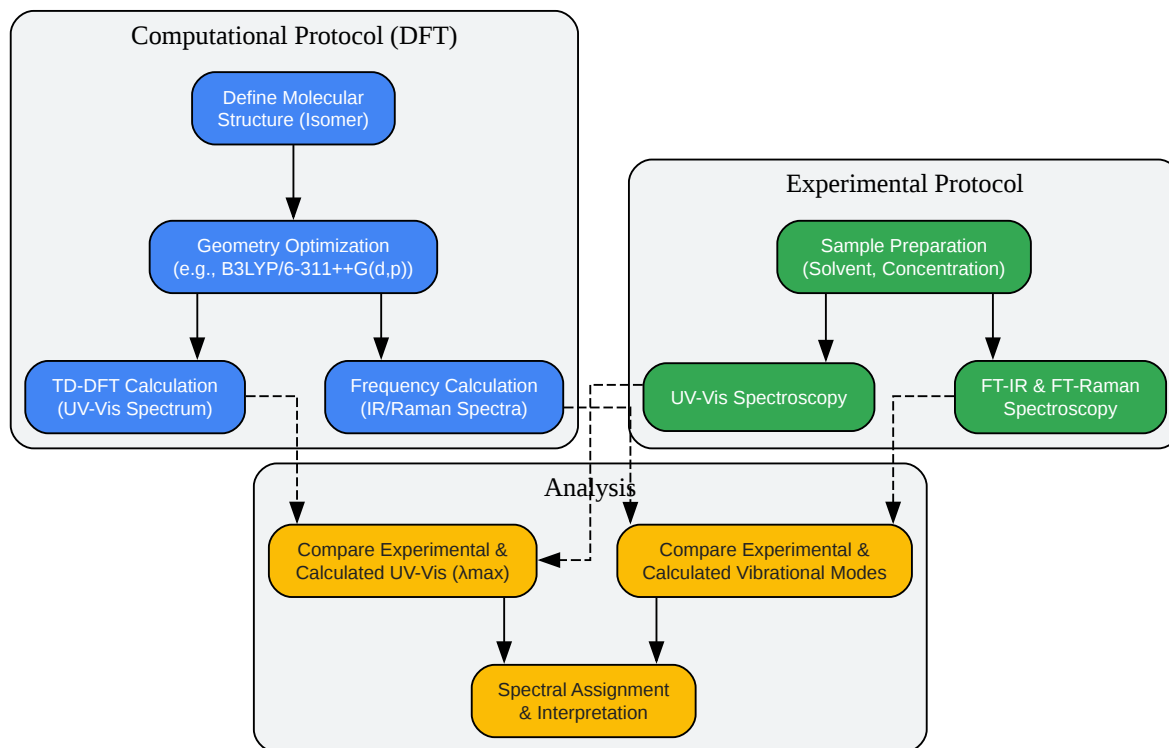 Computational Protocol (DFT)
Define Molecular
Structure (Isomer)
Geometry Optimization
(e.g., B3LYP/6-311++G(d,p))
TD-DFT Calculation
(UV-Vis Spectrum)
Frequency Calculation
(IR/Raman Spectra)
Experimental Protocol
Sample Preparation
(Solvent, Concentration)
UV-Vis Spectroscopy
FT-IR & FT-Raman
Spectroscopy
Analysis
Compare Experimental &
Calculated UV-Vis (λmax)
Compare Experimental &
Calculated Vibrational Modes
Spectral Assignment
& Interpretation